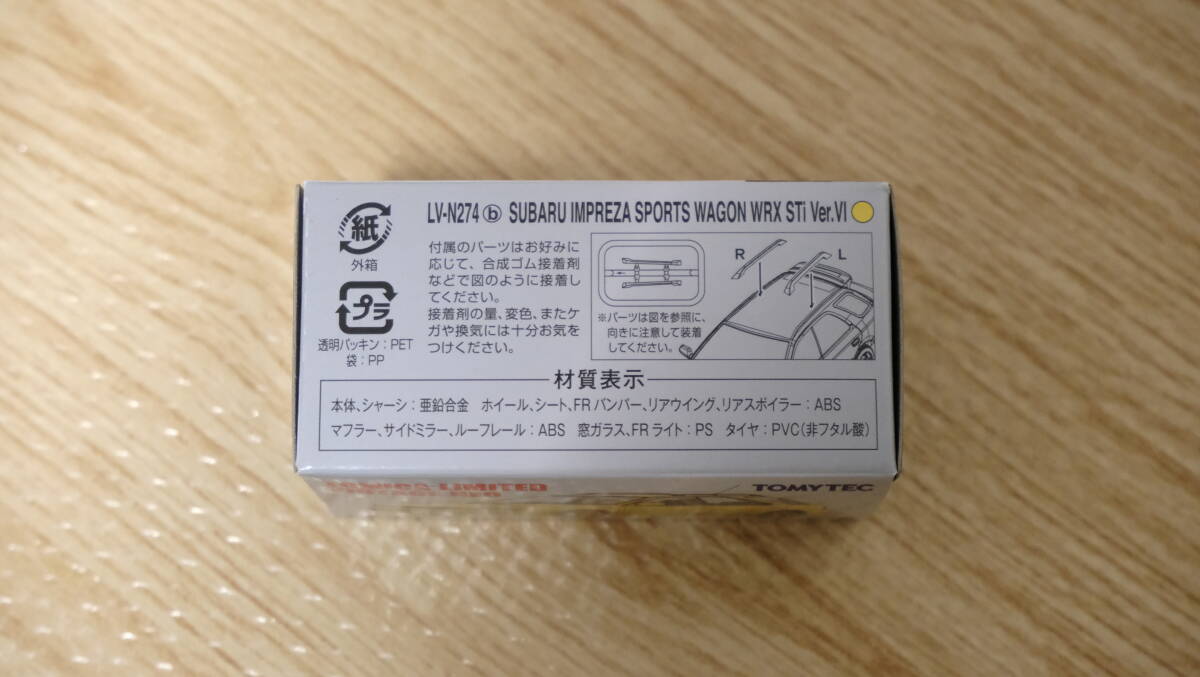 LV-N274 ⓑ SUBARU IMPREZA SPORTS WAGON WRX STi Ver.VI
紙
外箱
プラ
透明パッキン：PET
袋：PP
付属のパーツはお好みに
応じて、合成ゴム接着剤
などで図のように接着し
てください。
接着剤の量、変色、またケ
ガや換気には十分お気を
つけください。
R
L
※パーツは図を参照に、
向きに注意して装着
してください。
材質表示
本体、シャーシ：亜鉛合金 ホイール、シート、FRバンパー、リアウイング、リアスポイラー：ABS
マフラー、サイドミラー、ルーフレール：ABS 窓ガラス、FRライト：PS タイヤ：PVC（非フタル酸）
TOMICA LIMITED
TOMYTEC